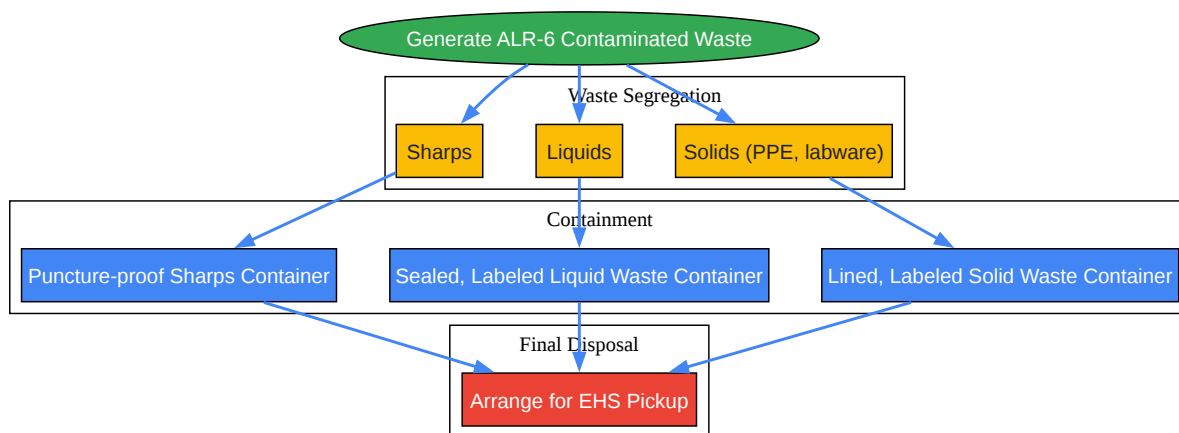 Generate ALR-6 Contaminated Waste
Waste Segregation
Sharps
Liquids
Solids (PPE, labware)
Containment
Puncture-proof Sharps Container
Sealed, Labeled Liquid Waste Container
Lined, Labeled Solid Waste Container
Final Disposal
Arrange for EHS Pickup